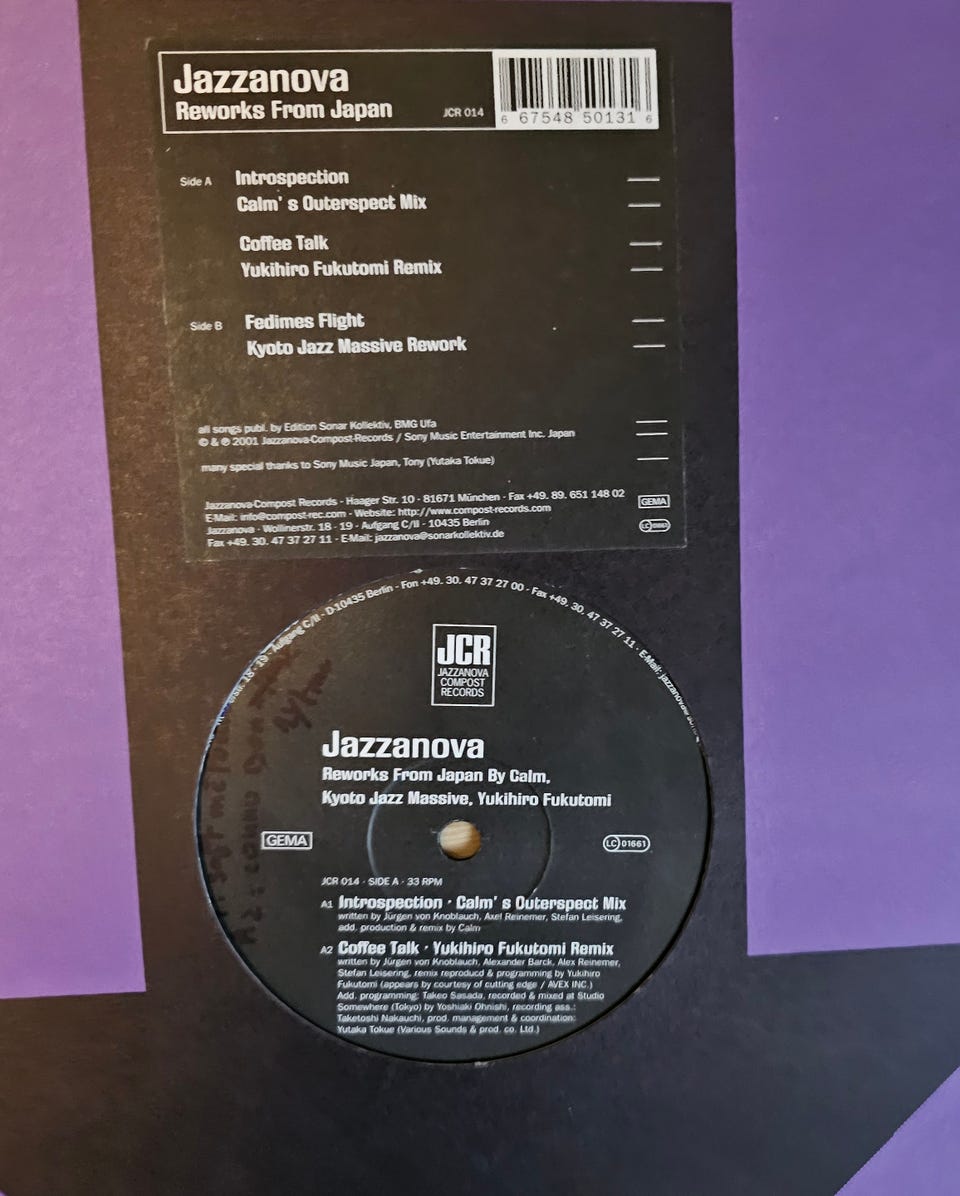 Jazzanova
Reworks From Japan
JCR 014
6 67548 50131 6
Side A
Introspection
Calm' s Outerspect Mix
Coffee Talk
Yukihiro Fukutomi Remix
Side B
Fedimes Flight
Kyoto Jazz Massive Rework
all songs publ. by Edition Sonar Kollektiv, BMG Ufa
© & ℗ 2001 Jazzanova-Compost-Records / Sony Music Entertainment Inc. Japan
many special thanks to Sony Music Japan, Tony (Yutaka Tokue)
Jazzanova-Compost Records - Haager Str. 10 - 81671 München - Fax +49. 89. 651 148 02
E-Mail: info@compost-rec.com - Website: http://www.compost-records.com
Jazzanova - Wollinerstr. 18 - 19 - Aufgang C/II - 10435 Berlin
Fax +49. 30. 47 37 27 11 - E-Mail: jazzanova@sonarkollektiv.de
GEMA
LC 01661
18 - 19 - Aufgang C/II - D-10435 Berlin - Fon +49. 30. 47 37 27 00 - Fax +49. 30. 47 37 27 11 - E-Mail: jazzanova@
JCR
JAZZANOVA
COMPOST
RECORDS
Jazzanova
Reworks From Japan By Calm,
Kyoto Jazz Massive, Yukihiro Fukutomi
GEMA
LC 01661
JCR 014 · SIDE A · 33 RPM
A1 Introspection · Calm' s Outerspect Mix
written by Jürgen von Knoblauch, Axel Reinemer, Stefan Leisering,
add. production & remix by Calm
A2 Coffee Talk · Yukihiro Fukutomi Remix
written by Jürgen von Knoblauch, Alexander Barck, Alex Reinemer,
Stefan Leisering, remix reproducd & programming by Yukihiro
Fukutomi (appears by courtesy of cutting edge / AVEX INC.)
Add. programming: Takeo Sasada, recorded & mixed at Studio
Somewhere (Tokyo) by Yoshiaki Ohnishi, recording ass.:
Taketoshi Nakauchi, prod. management & coordination:
Yutaka Tokue (Various Sounds & prod. co. Ltd.)